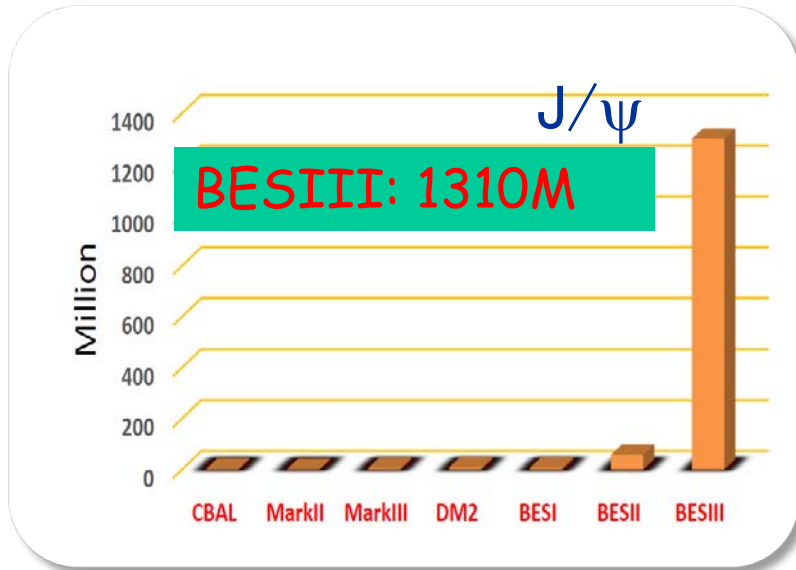 J/ψ
1400
1200
BESIII: 1310M
1000
800
600
400
200
0
Million
CBAL MarkII MarkIII DM2 BESI BESII BESIII